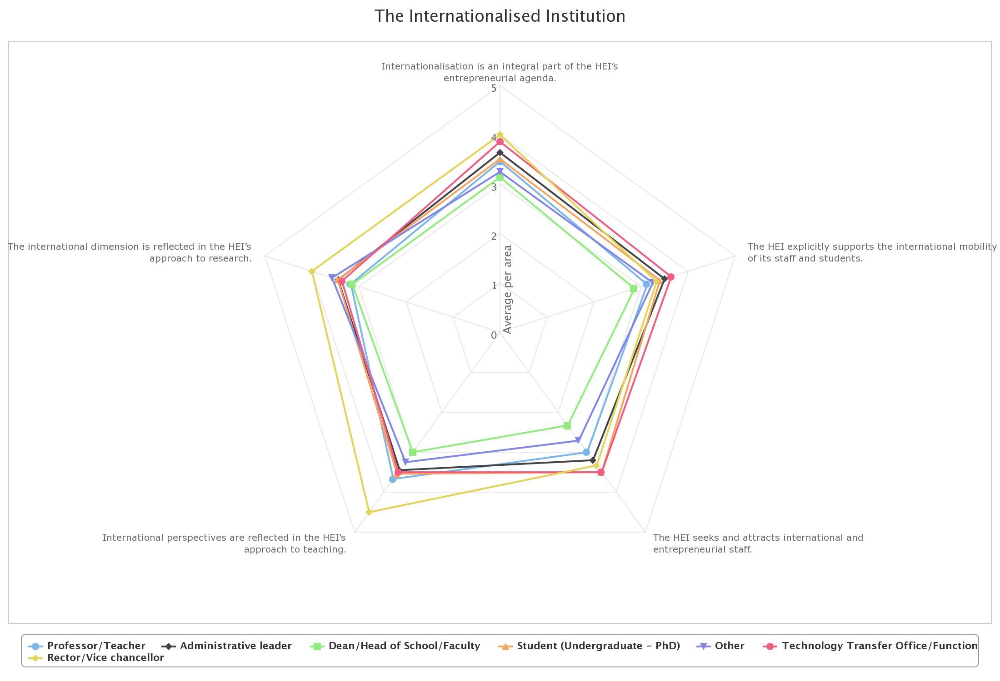 The Internationalised Institution
Internationalisation is an integral part of the HEI’s
entrepreneurial agenda.
5
4
3
2
1
0
Average per area
The HEI explicitly supports the international mobility
of its staff and students.
The HEI seeks and attracts international and
entrepreneurial staff.
International perspectives are reflected in the HEI’s
approach to teaching.
The international dimension is reflected in the HEI’s
approach to research.
Professor/Teacher Administrative leader Dean/Head of School/Faculty Student (Undergraduate – PhD) Other Technology Transfer Office/Function
Rector/Vice chancellor